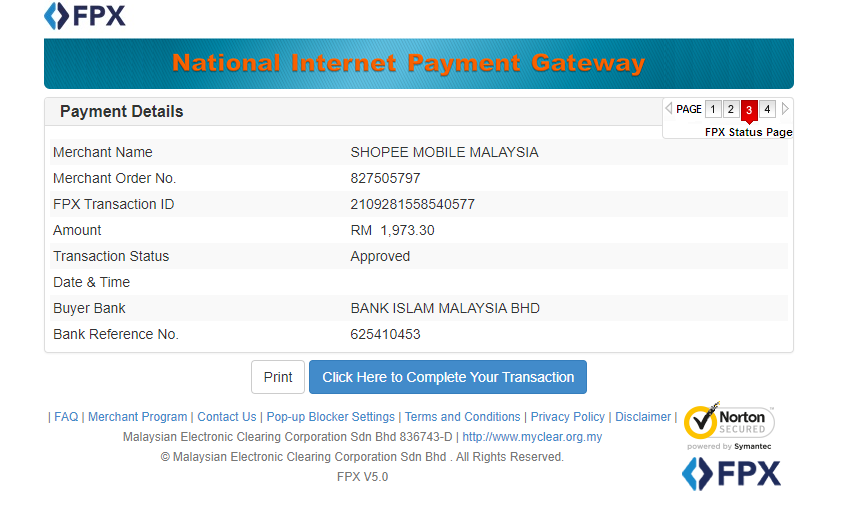 FPX
National Internet Payment Gateway
Payment Details
PAGE 1 2 3 4
FPX Status Page
Merchant Name SHOPEE MOBILE MALAYSIA
Merchant Order No. 827505797
FPX Transaction ID 2109281558540577
Amount RM 1,973.30
Transaction Status Approved
Date & Time
Buyer Bank BANK ISLAM MALAYSIA BHD
Bank Reference No. 625410453
Print Click Here to Complete Your Transaction
| FAQ | Merchant Program | Contact Us | Pop-up Blocker Settings | Terms and Conditions | Privacy Policy | Disclaimer |
Malaysian Electronic Clearing Corporation Sdn Bhd 836743-D | http://www.myclear.org.my
© Malaysian Electronic Clearing Corporation Sdn Bhd . All Rights Reserved.
FPX V5.0
Norton
SECURED
powered by Symantec
FPX